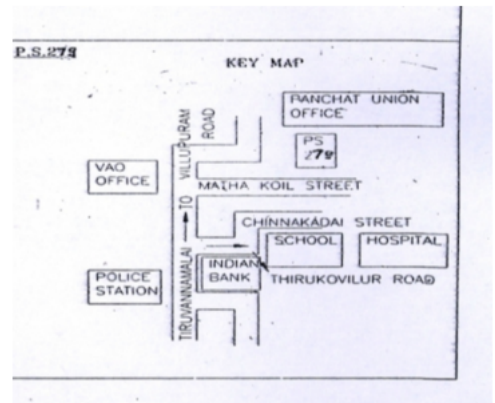 P.S.279
KEY MAP
PANCHAT UNION
OFFICE
PS
279
VAO
OFFICE
MATHA KOIL STREET
CHINNAKADAI STREET
SCHOOL
HOSPITAL
INDIAN
BANK
THIRUKOVILUR ROAD
POLICE
STATION
TIRUVANNAMALAI → TO VILLUPURAM
ROAD